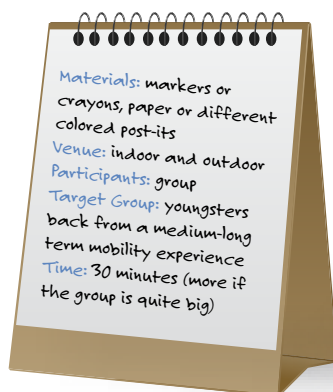 Materials: markers or
crayons, paper or different
colored post-its
Venue: indoor and outdoor
Participants: group
Target Group: youngsters
back from a medium-long
term mobility experience
Time: 30 minutes (more if
the group is quite big)